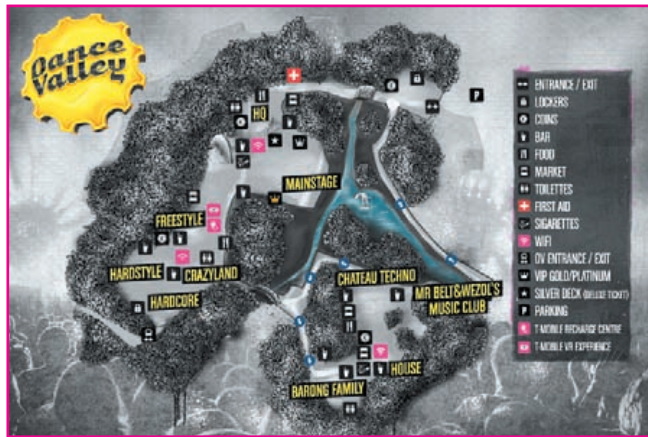 Dance
Valley
HQ
MAINSTAGE
FREESTYLE
HARDSTYLE
CRAZYLAND
HARDCORE
CHATEAU TECHNO
MR BELT&WEZOL'S
MUSIC CLUB
HOUSE
BARONG FAMILY
P
ENTRANCE / EXIT
LOCKERS
COINS
BAR
FOOD
MARKET
TOILETTES
FIRST AID
SIGARETTES
WIFI
OV ENTRANCE / EXIT
VIP GOLD/PLATINUM
SILVER DECK (DELUXE TICKET)
P PARKING
T-MOBILE RECHARGE CENTRE
T-MOBILE VR EXPERIENCE